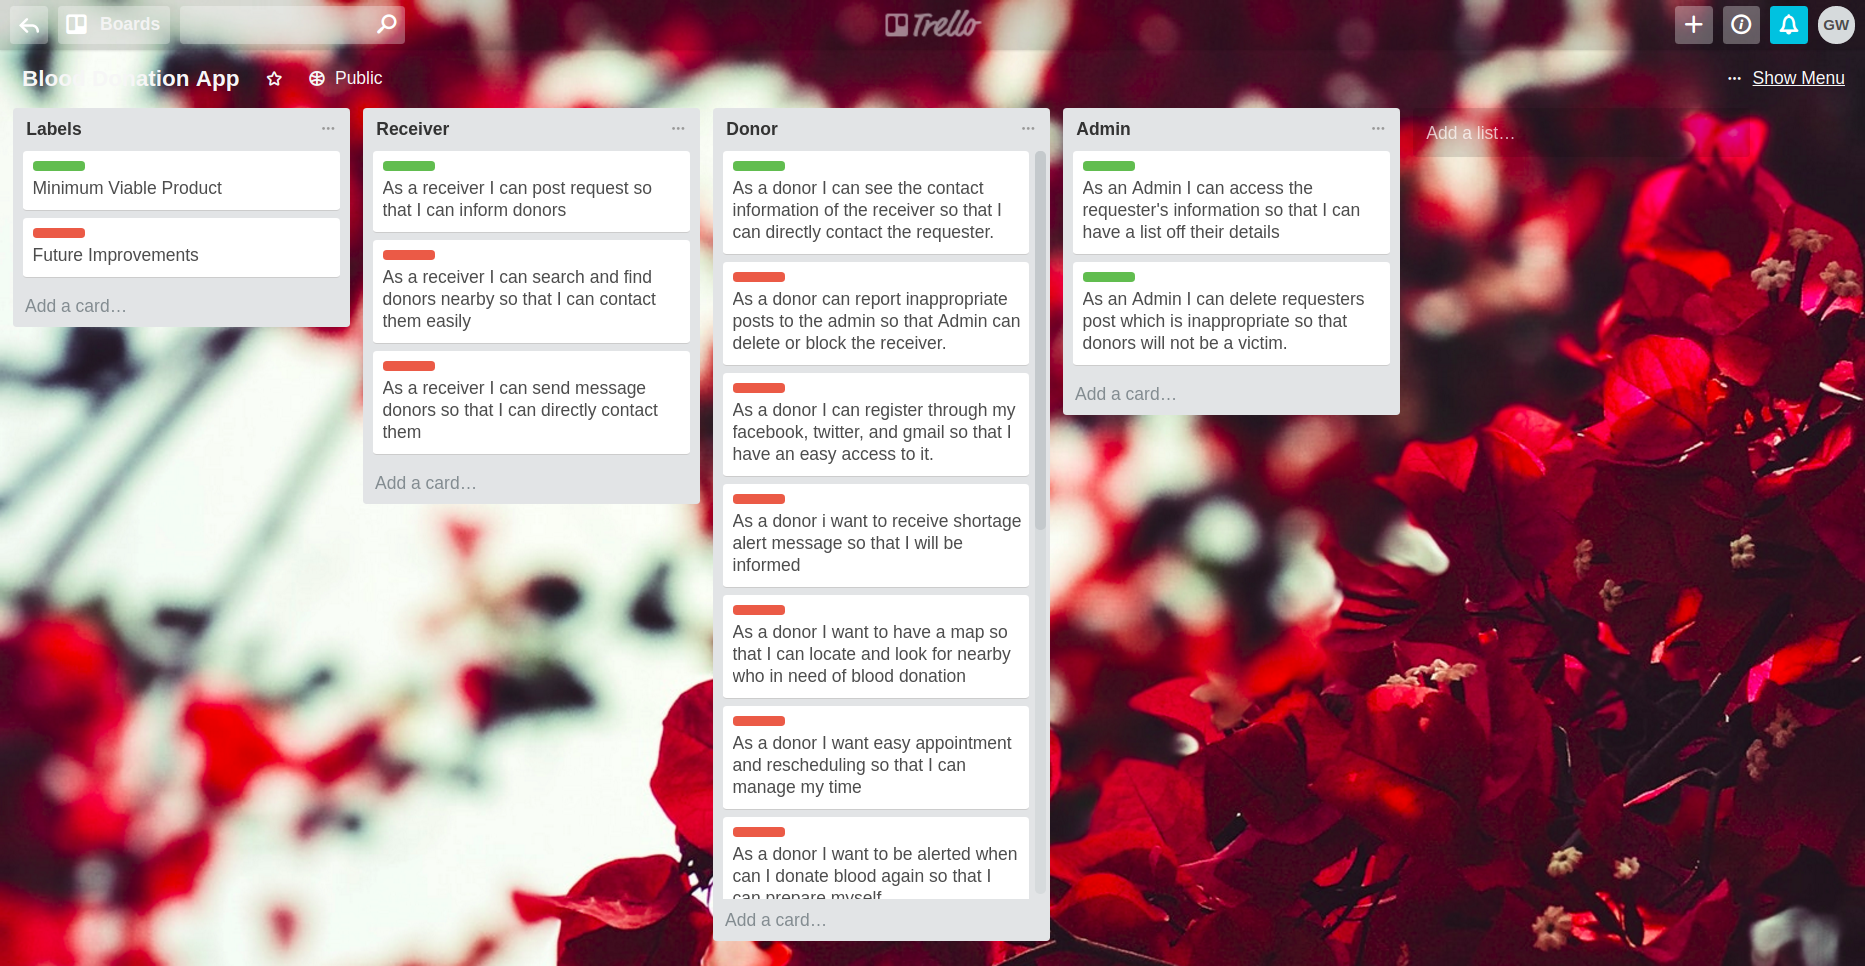 Boards
Trello
GW
Blood Donation App
Public
Show Menu
Labels
Minimum Viable Product
Future Improvements
Add a card…
Receiver
As a receiver I can post request so
that I can inform donors
As a receiver I can search and find
donors nearby so that I can contact
them easily
As a receiver I can send message
donors so that I can directly contact
them
Add a card…
Donor
As a donor I can see the contact
information of the receiver so that I
can directly contact the requester.
As a donor can report inappropriate
posts to the admin so that Admin can
delete or block the receiver.
As a donor I can register through my
facebook, twitter, and gmail so that I
have an easy access to it.
As a donor i want to receive shortage
alert message so that I will be
informed
As a donor I want to have a map so
that I can locate and look for nearby
who in need of blood donation
As a donor I want easy appointment
and rescheduling so that I can
manage my time
As a donor I want to be alerted when
can I donate blood again so that I
can prepare myself
Add a card…
Admin
As an Admin I can access the
requester's information so that I can
have a list off their details
As an Admin I can delete requesters
post which is inappropriate so that
donors will not be a victim.
Add a card…
Add a list…